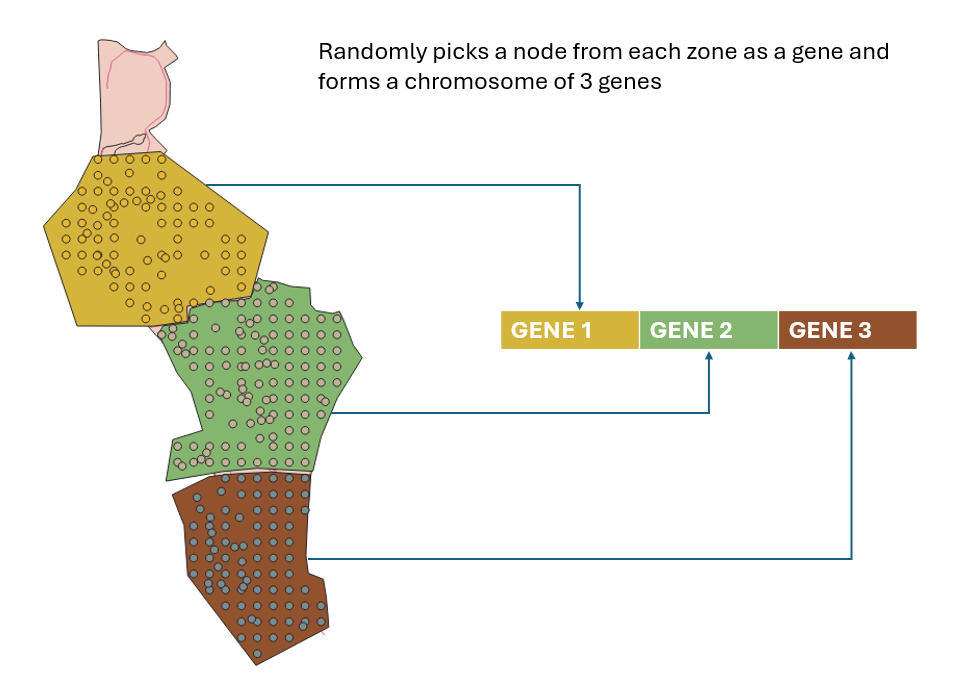 Randomly picks a node from each zone as a gene and
forms a chromosome of 3 genes
GENE 1 GENE 2 GENE 3